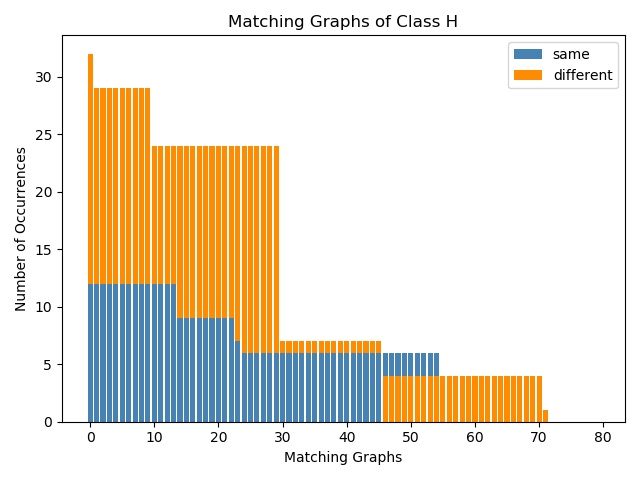 Matching Graphs of Class H
same
different
Number of Occurrences
30
25
20
15
10
5
0
0 10 20 30 40 50 60 70 80
Matching Graphs